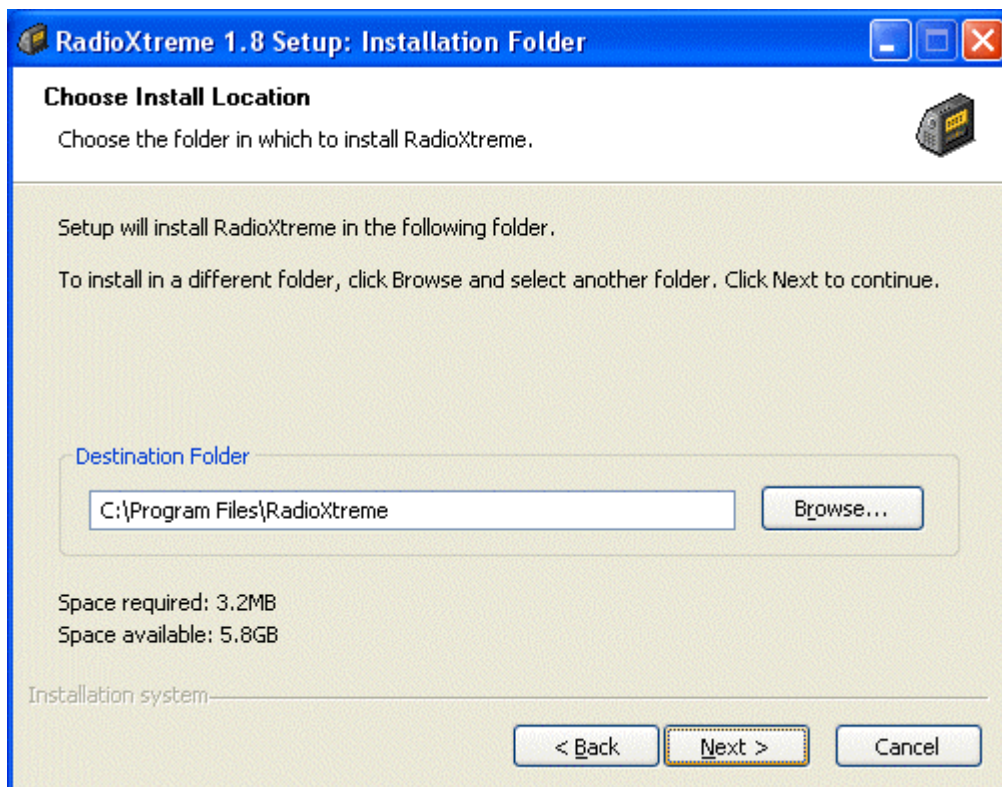 RadioXtreme 1.8 Setup: Installation Folder
Choose Install Location
Choose the folder in which to install RadioXtreme.
Setup will install RadioXtreme in the following folder.
To install in a different folder, click Browse and select another folder. Click Next to continue.
Destination Folder
C:\Program Files\RadioXtreme
Browse...
Space required: 3.2MB
Space available: 5.8GB
Installation system
< Back
Next >
Cancel